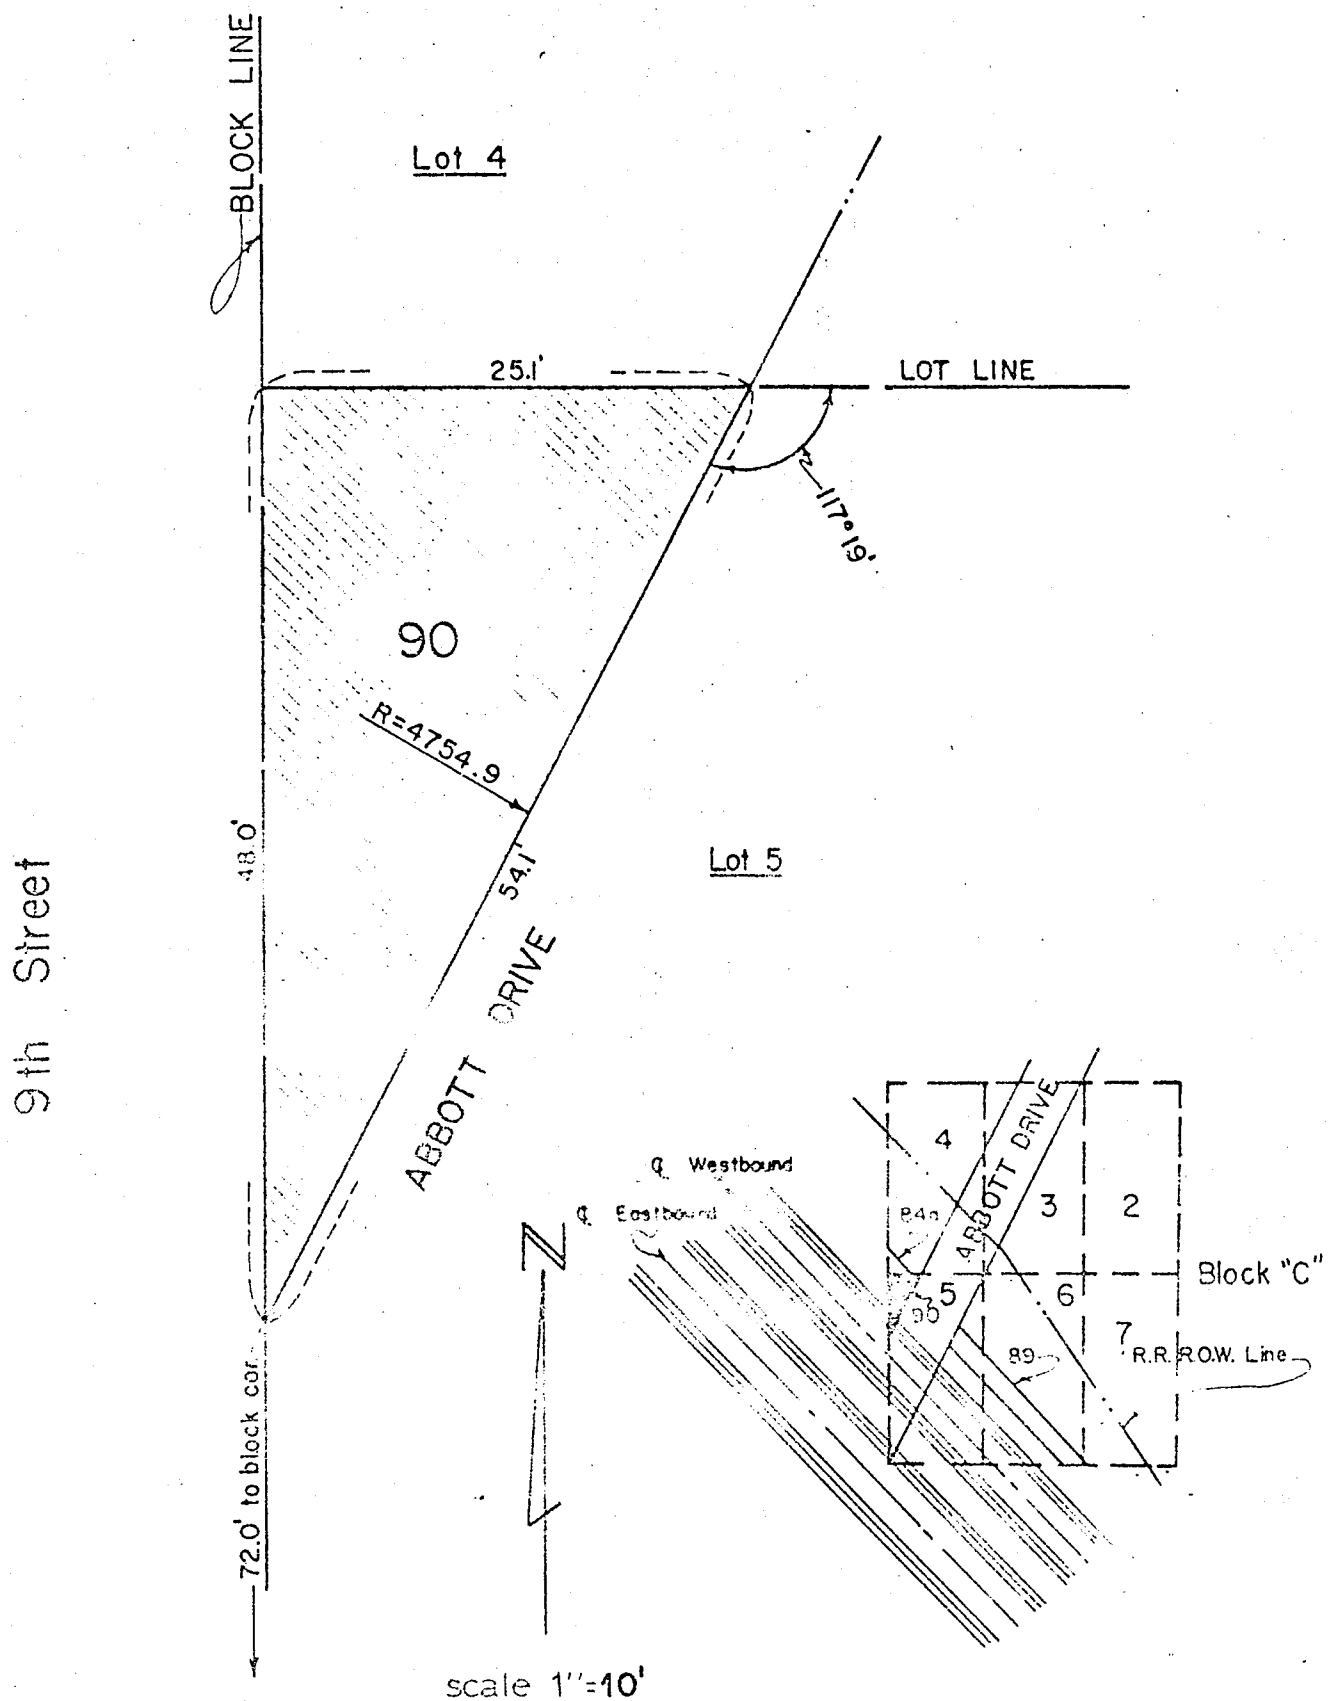 BLOCK LINE
Lot 4
25.1'
LOT LINE
117°19'
90
R=4754.9
48.0'
54.1'
Lot 5
9th Street
ABBOTT DRIVE
72.0' to block cor.
N
scale 1"=10'
℄ Westbound
℄ Eastbound
4
ABBOTT DRIVE
3
2
84a
5
6
Block "C"
90
7
89
R.R. R.O.W. Line